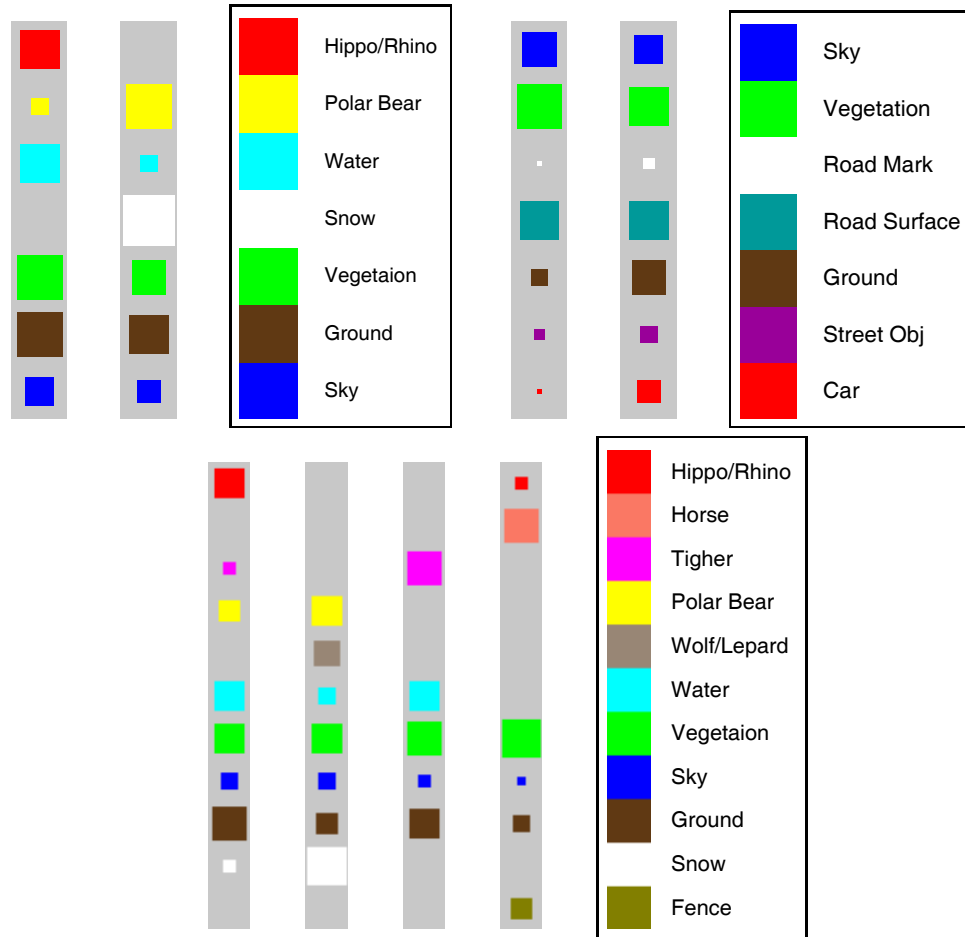 Hippo/Rhino
Polar Bear
Water
Snow
Vegetaion
Ground
Sky
Sky
Vegetation
Road Mark
Road Surface
Ground
Street Obj
Car
Hippo/Rhino
Horse
Tigher
Polar Bear
Wolf/Lepard
Water
Vegetaion
Sky
Ground
Snow
Fence